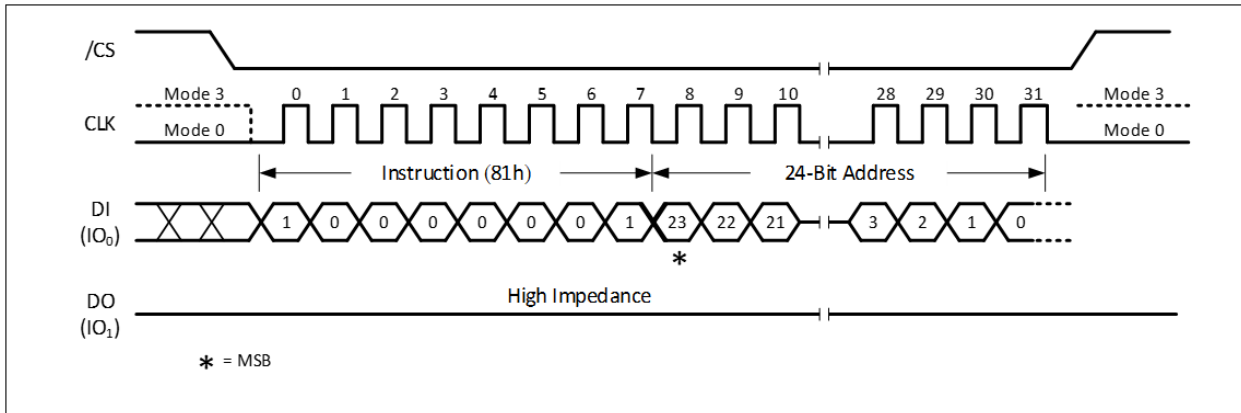 /CS
Mode 3 0 1 2 3 4 5 6 7 8 9 10 28 29 30 31 Mode 3
CLK
Mode 0 Mode 0
Instruction (81h) 24-Bit Address
DI
(IO₀)
1 0 0 0 0 0 0 1 23 22 21 3 2 1 0
*
High Impedance
DO
(IO₁)
* = MSB